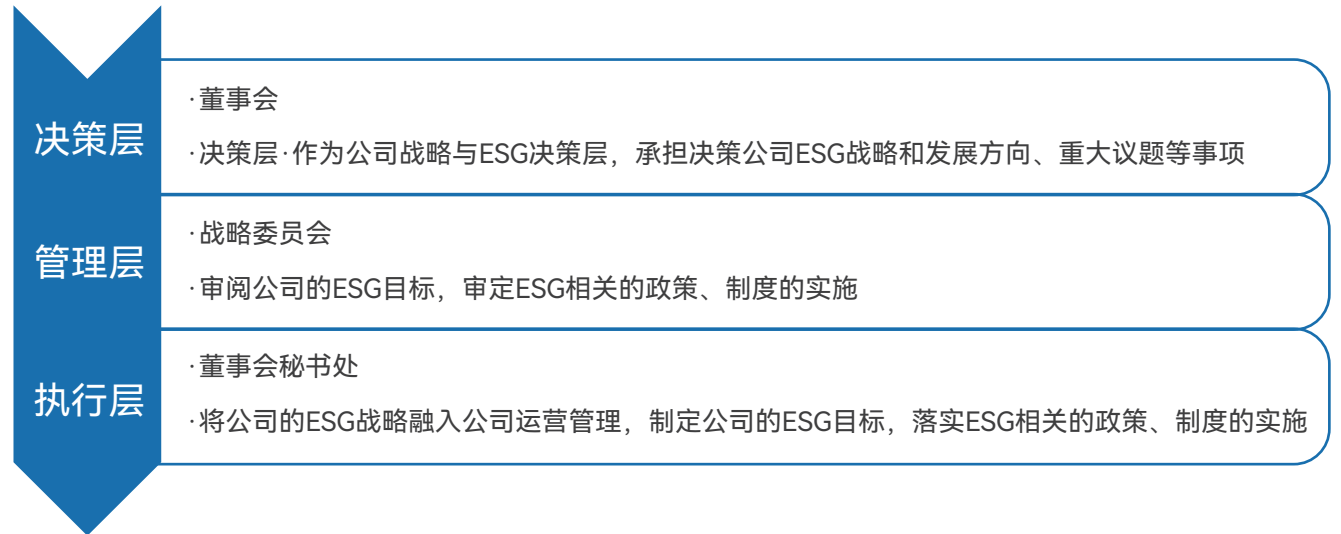 决策层
·董事会
·决策层·作为公司战略与ESG决策层，承担决策公司ESG战略和发展方向、重大议题等事项
管理层
·战略委员会
·审阅公司的ESG目标，审定ESG相关的政策、制度的实施
执行层
·董事会秘书处
·将公司的ESG战略融入公司运营管理，制定公司的ESG目标，落实ESG相关的政策、制度的实施